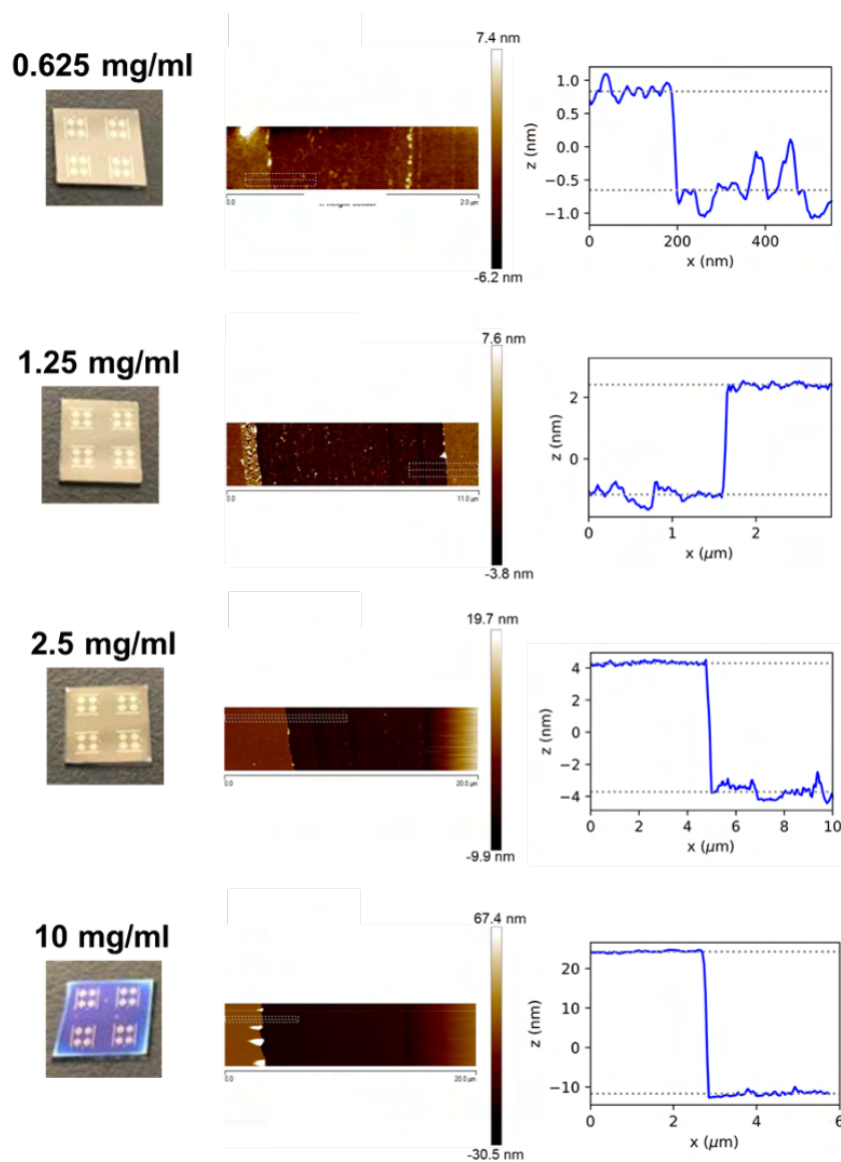 0.625 mg/ml
7.4 nm
-6.2 nm
0.0
2.0 µm
1.0
0.5
0.0
−0.5
−1.0
z (nm)
0
200
400
x (nm)
1.25 mg/ml
7.6 nm
-3.8 nm
0.0
11.0 µm
2
0
z (nm)
1
2
x (µm)
0
2.5 mg/ml
19.7 nm
-9.9 nm
0.0
20.0 µm
4
2
0
−2
−4
z (nm)
0
2
4
6
8
10
x (µm)
10 mg/ml
67.4 nm
-30.5 nm
0.0
20.0 µm
20
10
0
−10
z (nm)
0
2
4
6
x (µm)